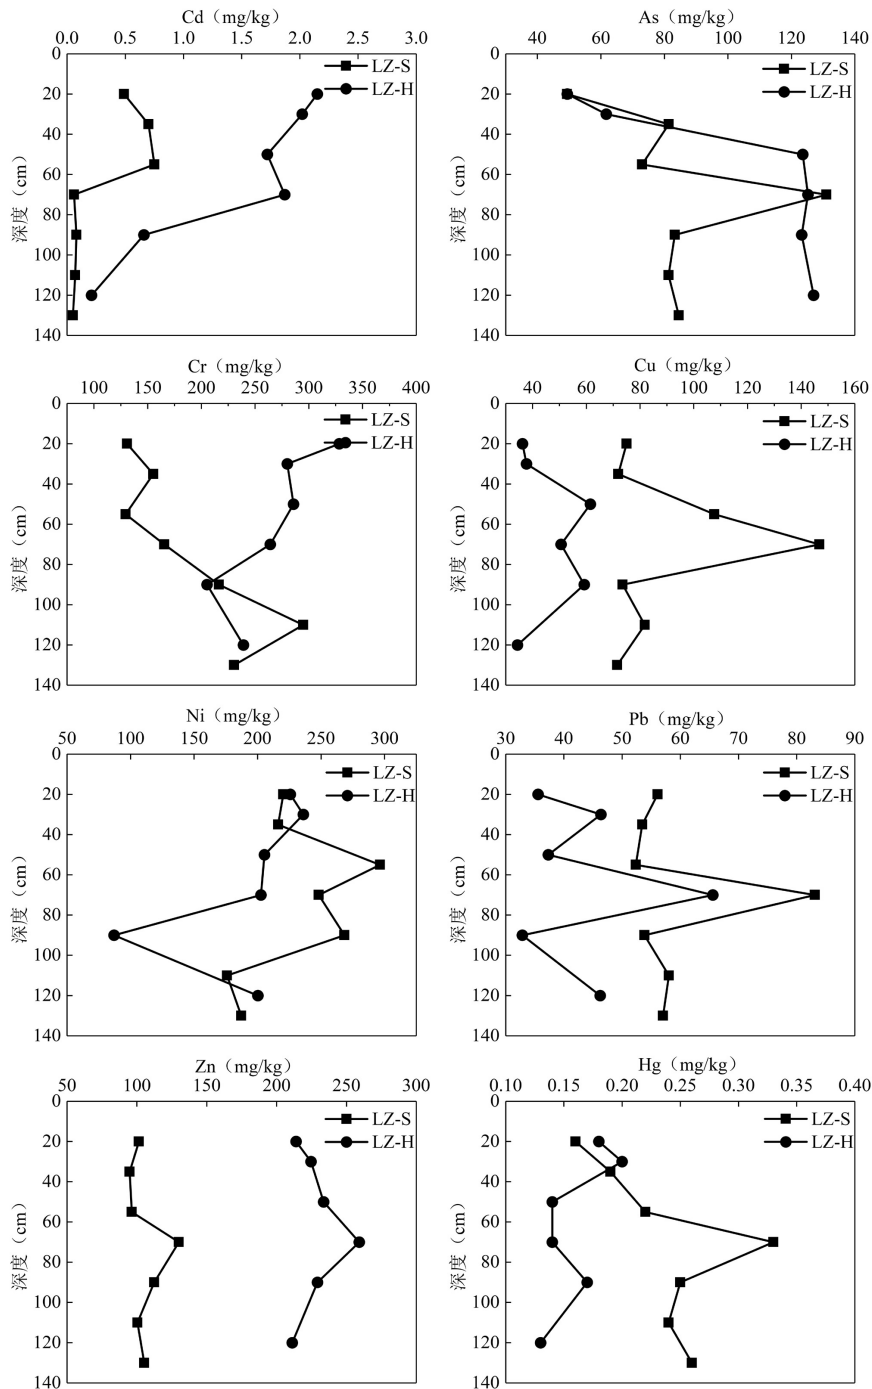 Cd（mg/kg）
0.0 0.5 1.0 1.5 2.0 2.5 3.0
0
20
40
60
80
100
120
140
深度（cm）
LZ-S
LZ-H
As（mg/kg）
40 60 80 100 120 140
0
20
40
60
80
100
120
140
深度（cm）
LZ-S
LZ-H
Cr（mg/kg）
100 150 200 250 300 350 400
0
20
40
60
80
100
120
140
深度（cm）
LZ-S
LZ-H
Cu（mg/kg）
40 60 80 100 120 140 160
0
20
40
60
80
100
120
140
深度（cm）
LZ-S
LZ-H
Ni（mg/kg）
50 100 150 200 250 300
0
20
40
60
80
100
120
140
深度（cm）
LZ-S
LZ-H
Pb（mg/kg）
30 40 50 60 70 80 90
0
20
40
60
80
100
120
140
深度（cm）
LZ-S
LZ-H
Zn（mg/kg）
50 100 150 200 250 300
0
20
40
60
80
100
120
140
深度（cm）
LZ-S
LZ-H
Hg（mg/kg）
0.10 0.15 0.20 0.25 0.30 0.35 0.40
0
20
40
60
80
100
120
140
深度（cm）
LZ-S
LZ-H